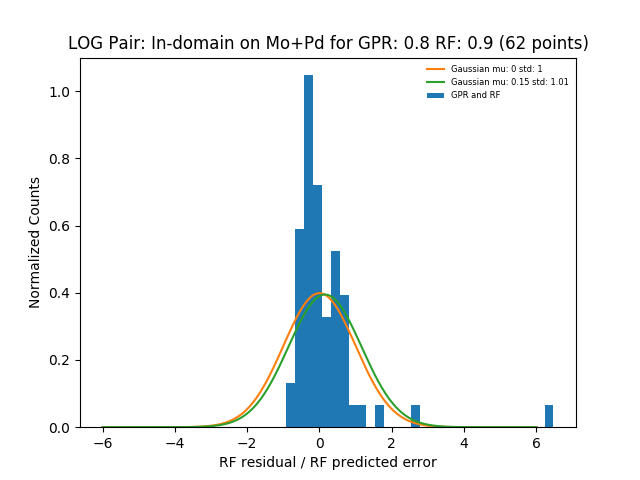 LOG Pair: In-domain on Mo+Pd for GPR: 0.8 RF: 0.9 (62 points)
Gaussian mu: 0 std: 1
Gaussian mu: 0.15 std: 1.01
GPR and RF
Normalized Counts
1.0
0.8
0.6
0.4
0.2
0.0
−6 −4 −2 0 2 4 6
RF residual / RF predicted error